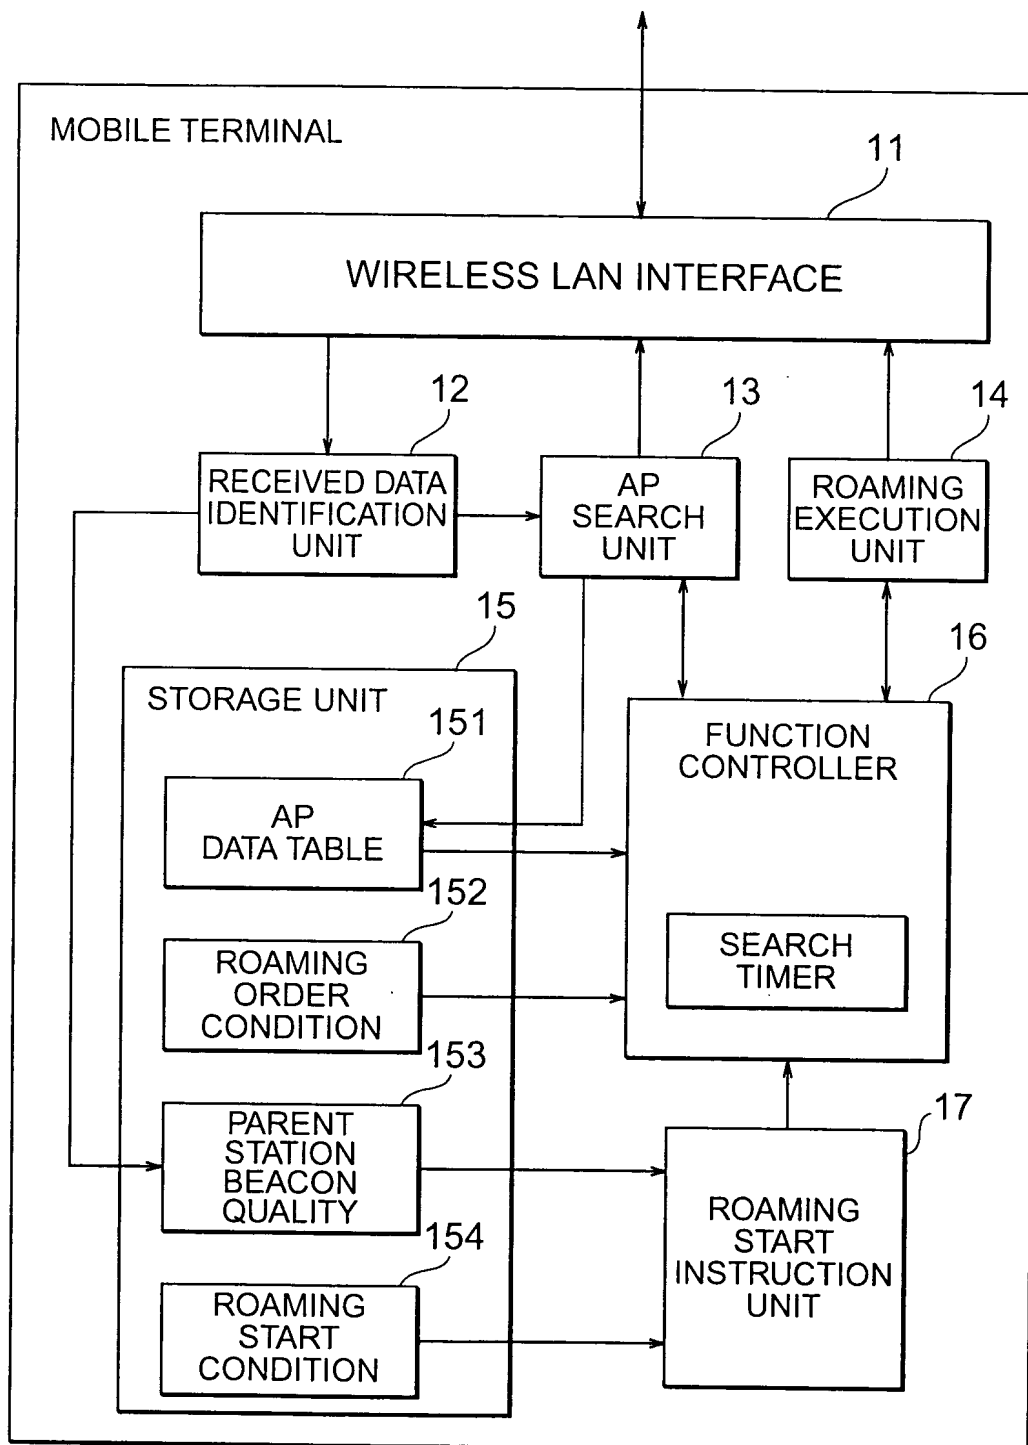 MOBILE TERMINAL
11
WIRELESS LAN INTERFACE
12
13
14
RECEIVED DATA
IDENTIFICATION
UNIT
AP
SEARCH
UNIT
ROAMING
EXECUTION
UNIT
15
16
STORAGE UNIT
151
AP
DATA TABLE
FUNCTION
CONTROLLER
152
ROAMING
ORDER
CONDITION
SEARCH
TIMER
153
PARENT
STATION
BEACON
QUALITY
17
ROAMING
START
INSTRUCTION
UNIT
154
ROAMING
START
CONDITION